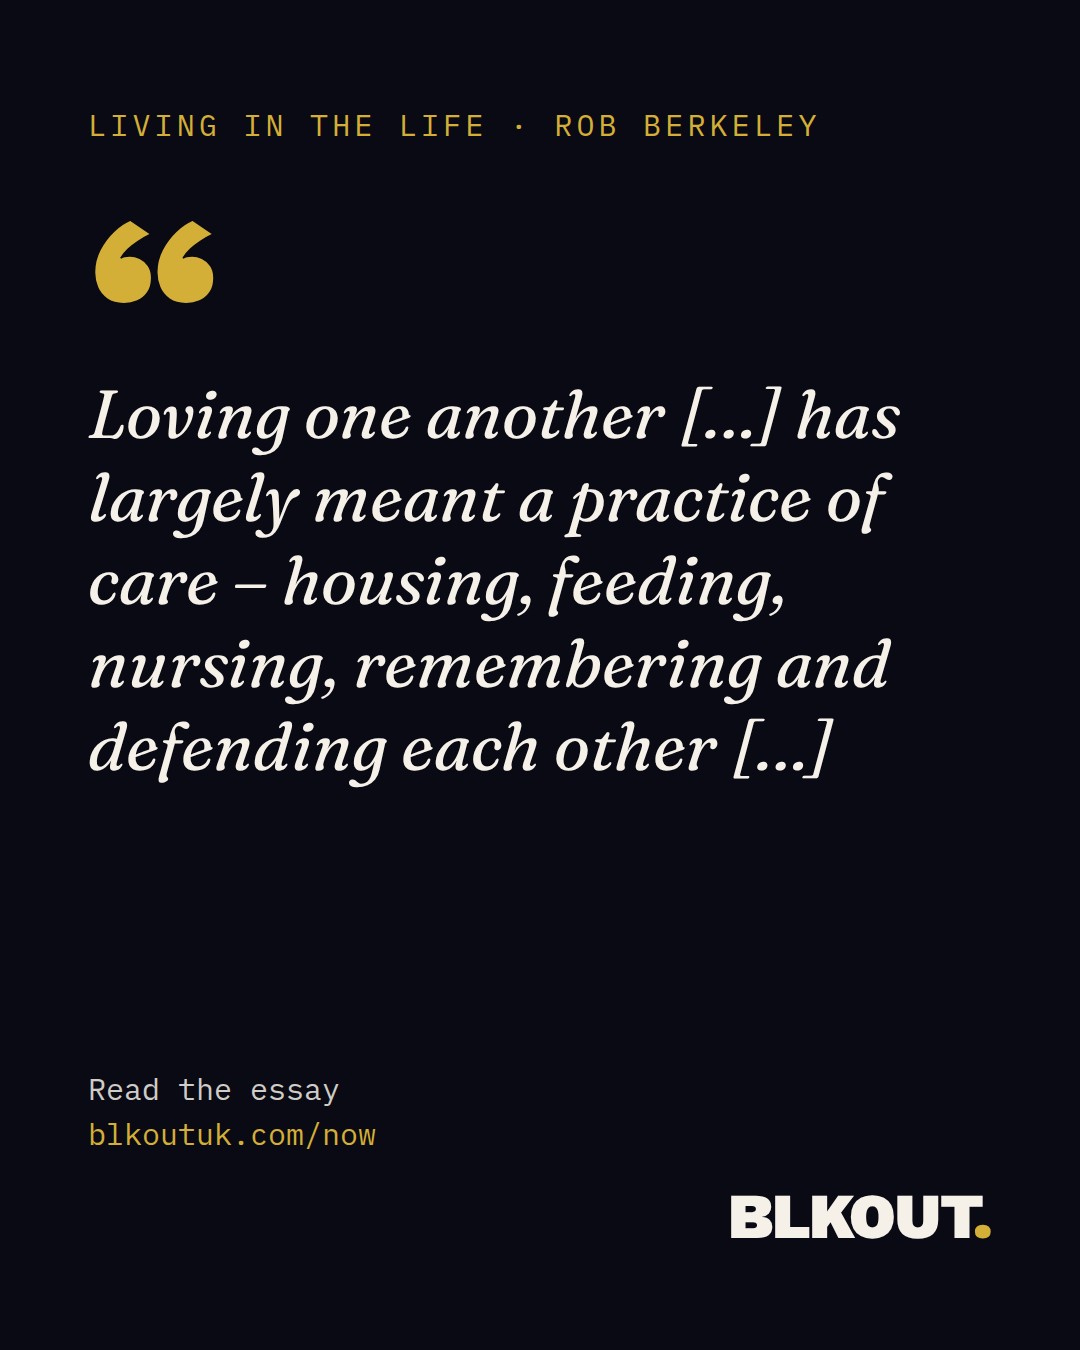 LIVING IN THE LIFE · ROB BERKELEY
“
Loving one another [...] has
largely meant a practice of
care – housing, feeding,
nursing, remembering and
defending each other [...]
Read the essay
blkoutuk.com/now
BLKOUT.